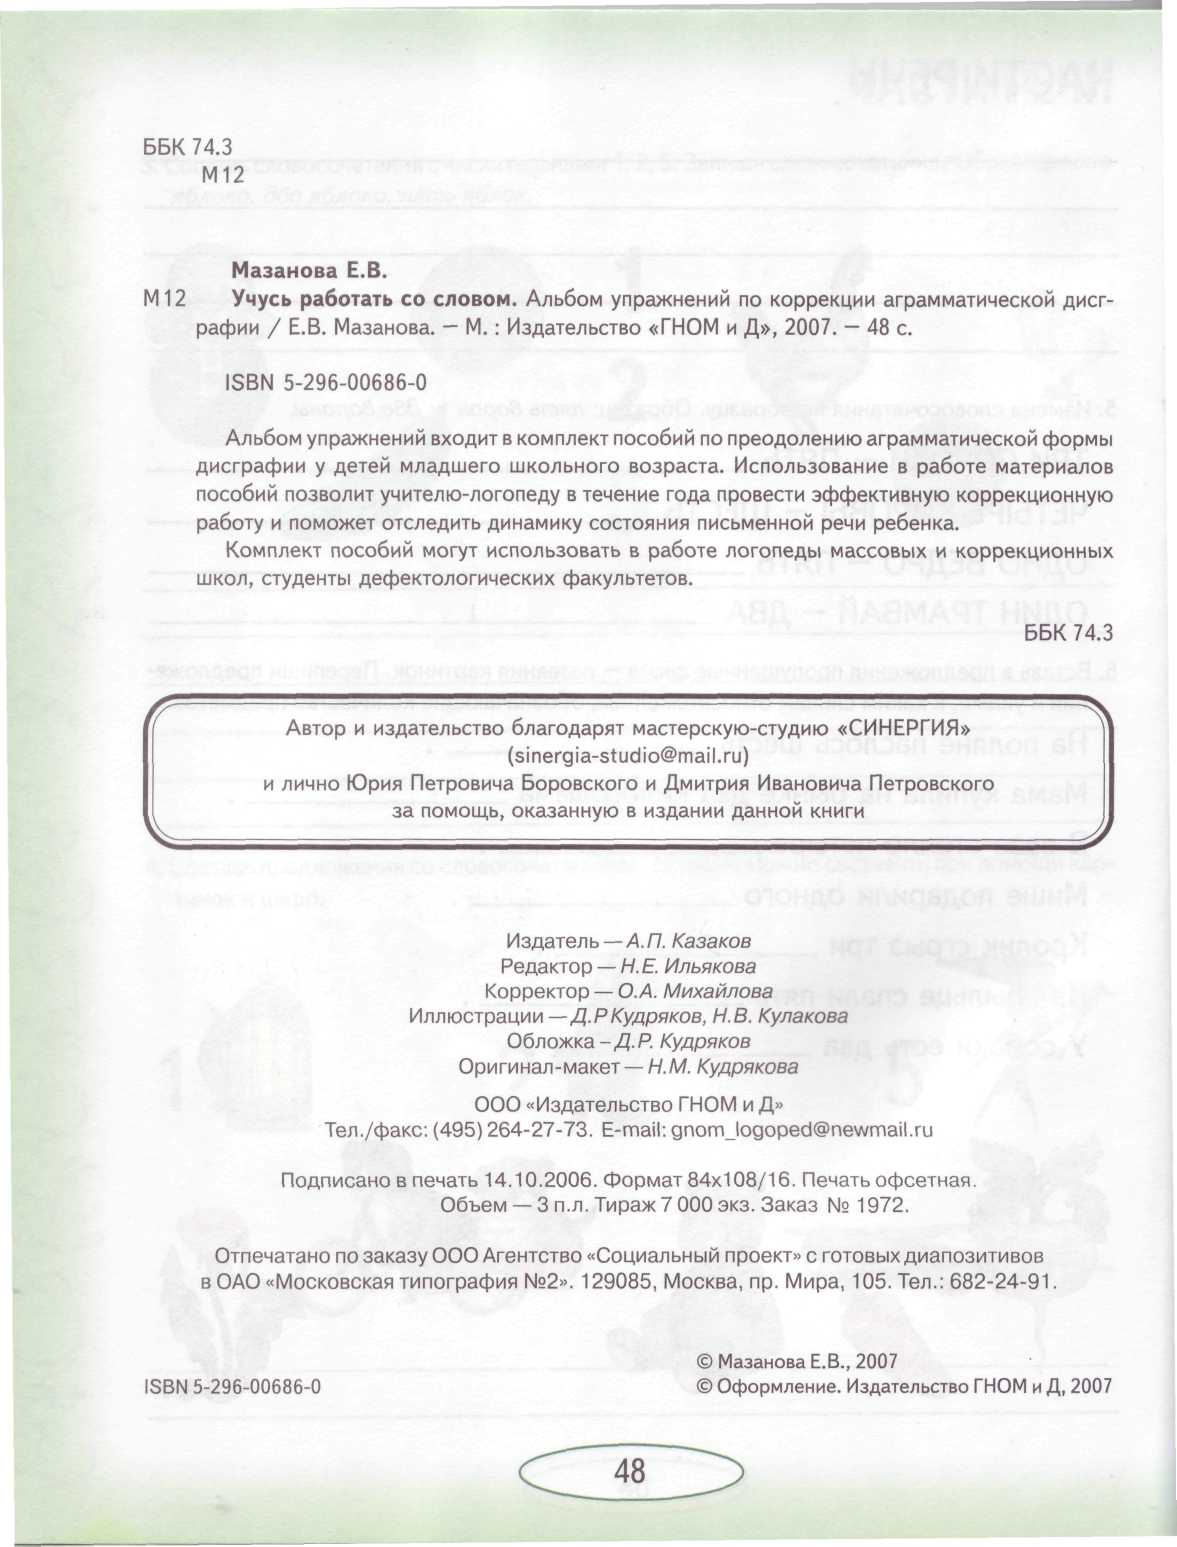 ББК 74.3
М12
Мазанова Е.В.
М12 Учусь работать со словом. Альбом упражнений по коррекции аграмматической дисг-
рафии / Е.В. Мазанова. — М. : Издательство «ГНОМ и Д», 2007. — 48 с.
ISBN 5-296-00686-0
Альбом упражнений входит в комплект пособий по преодолению аграмматической формы
дисграфии у детей младшего школьного возраста. Использование в работе материалов
пособий позволит учителю-логопеду в течение года провести эффективную коррекционную
работу и поможет отследить динамику состояния письменной речи ребенка.
Комплект пособий могут использовать в работе логопеды массовых и коррекционных
школ, студенты дефектологических факультетов.
ББК 74.3
Автор и издательство благодарят мастерскую-студию «СИНЕРГИЯ»
(sinergia-studio@mail.ru)
и лично Юрия Петровича Боровского и Дмитрия Ивановича Петровского
за помощь, оказанную в издании данной книги
Издатель — А.П. Казаков
Редактор — Н.Е. Ильякова
Корректор — О.А. Михайлова
Иллюстрации — Д.Р Кудряков, Н.В. Кулакова
Обложка – Д.Р. Кудряков
Оригинал-макет — Н.М. Кудрякова
ООО «Издательство ГНОМ и Д»
Тел./факс: (495) 264-27-73. E-mail: gnom_logoped@newmail.ru
Подписано в печать 14.10.2006. Формат 84х108/16. Печать офсетная.
Объем — 3 п.л. Тираж 7 000 экз. Заказ № 1972.
Отпечатано по заказу ООО Агентство «Социальный проект» с готовых диапозитивов
в ОАО «Московская типография №2». 129085, Москва, пр. Мира, 105. Тел.: 682-24-91.
© Мазанова Е.В., 2007
ISBN 5-296-00686-0 © Оформление. Издательство ГНОМ и Д, 2007
48